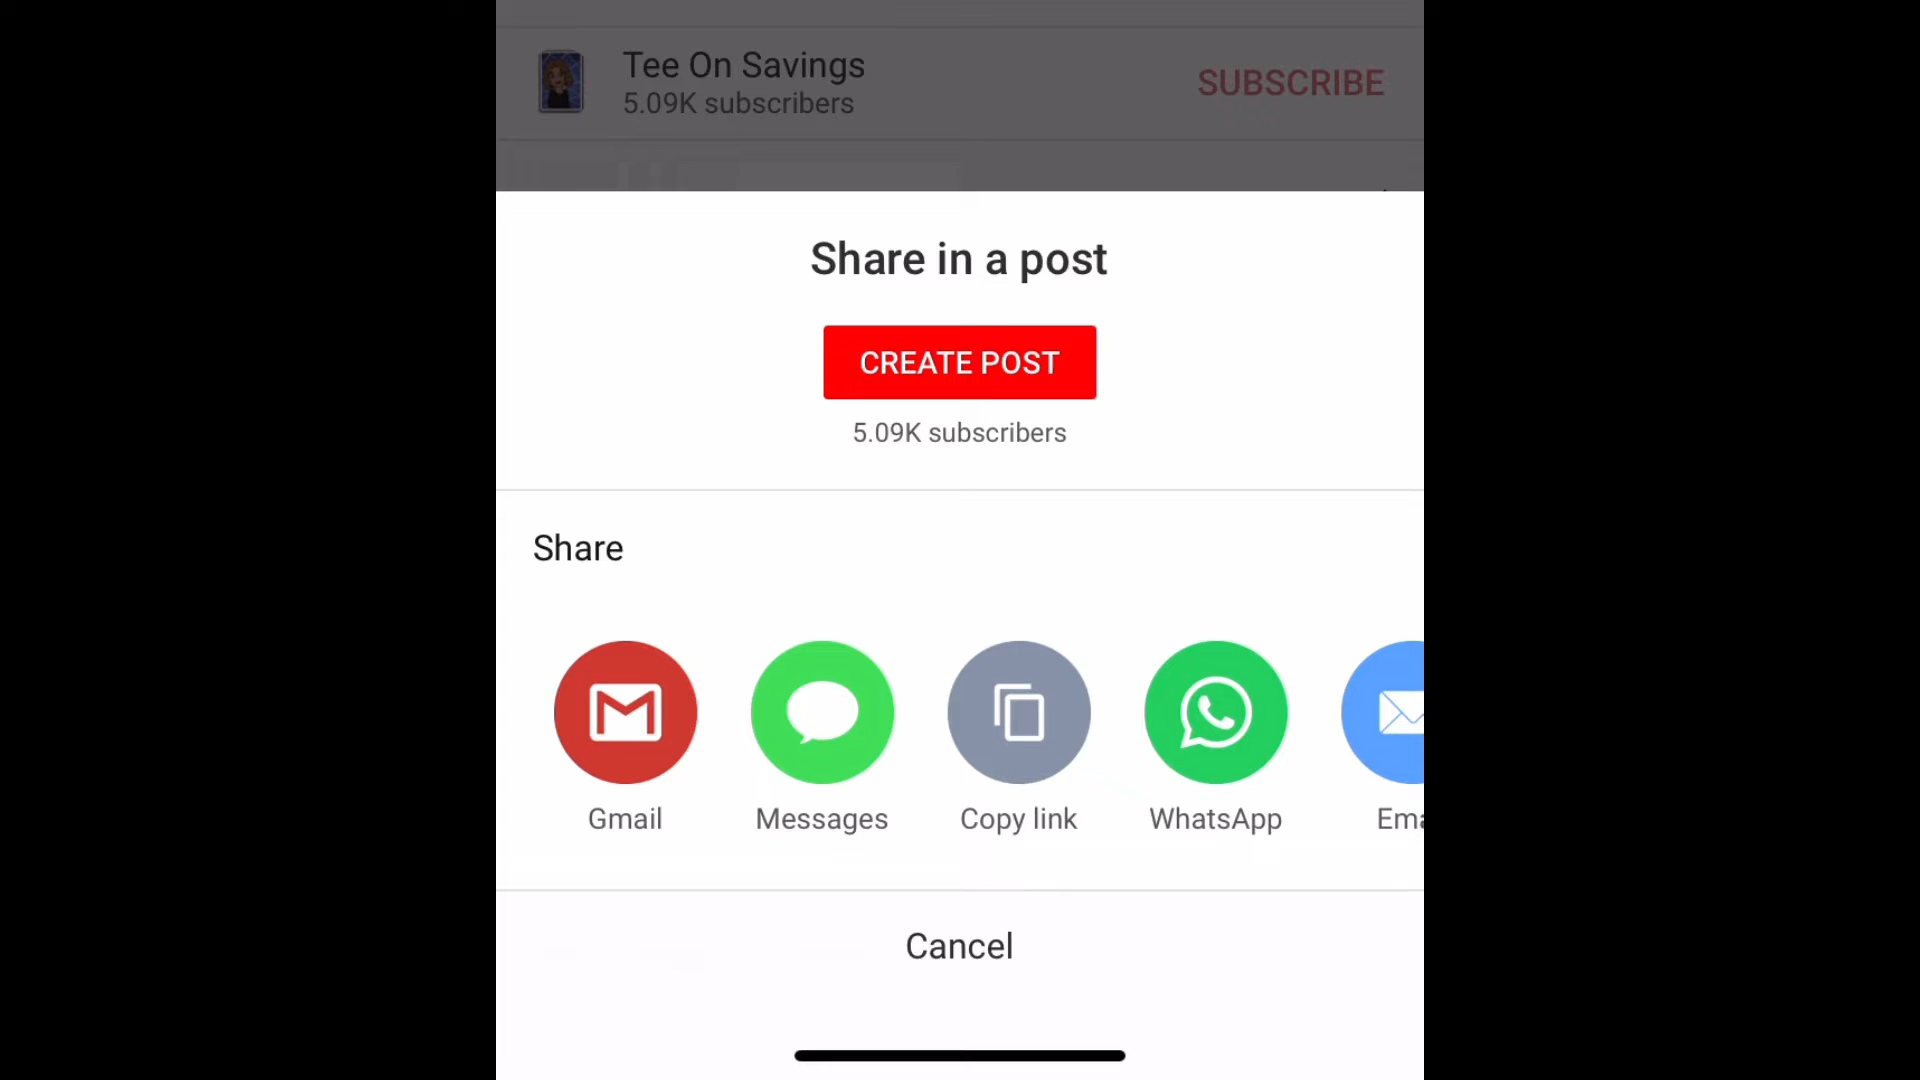 Tee On Savings
5.09K subscribers
SUBSCRIBE
Share in a post
CREATE POST
5.09K subscribers
Share
Gmail
Messages
Copy link
WhatsApp
Ema
Cancel